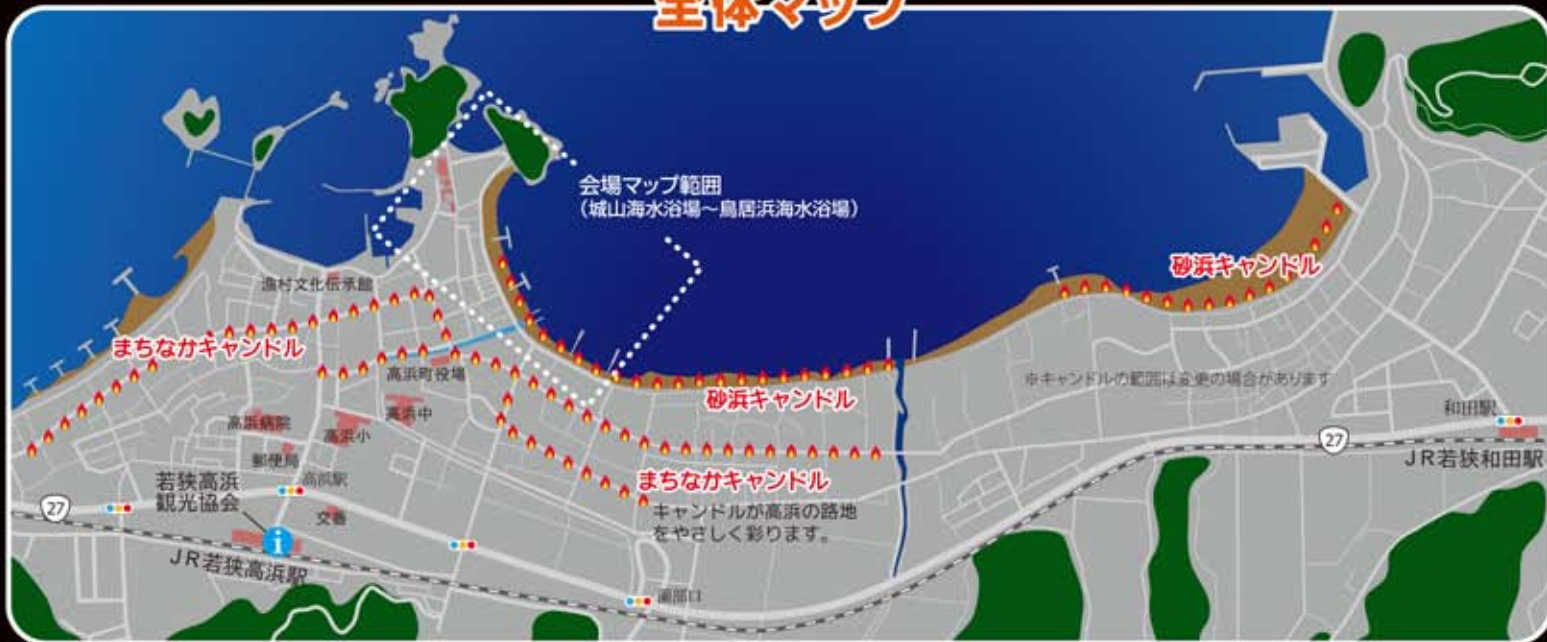 全体マップ
会場マップ範囲
（城山海水浴場～鳥居浜海水浴場）
砂浜キャンドル
漁村文化伝承館
まちなかキャンドル
高浜町役場
※キャンドルの範囲は変更の場合があります
砂浜キャンドル
高浜中
高浜病院
高浜小
和田駅
27
JR若狭和田駅
郵便局
若狭高浜
観光協会
高浜駅
まちなかキャンドル
キャンドルが高浜の路地
をやさしく彩ります。
27
交番
i
JR若狭高浜駅